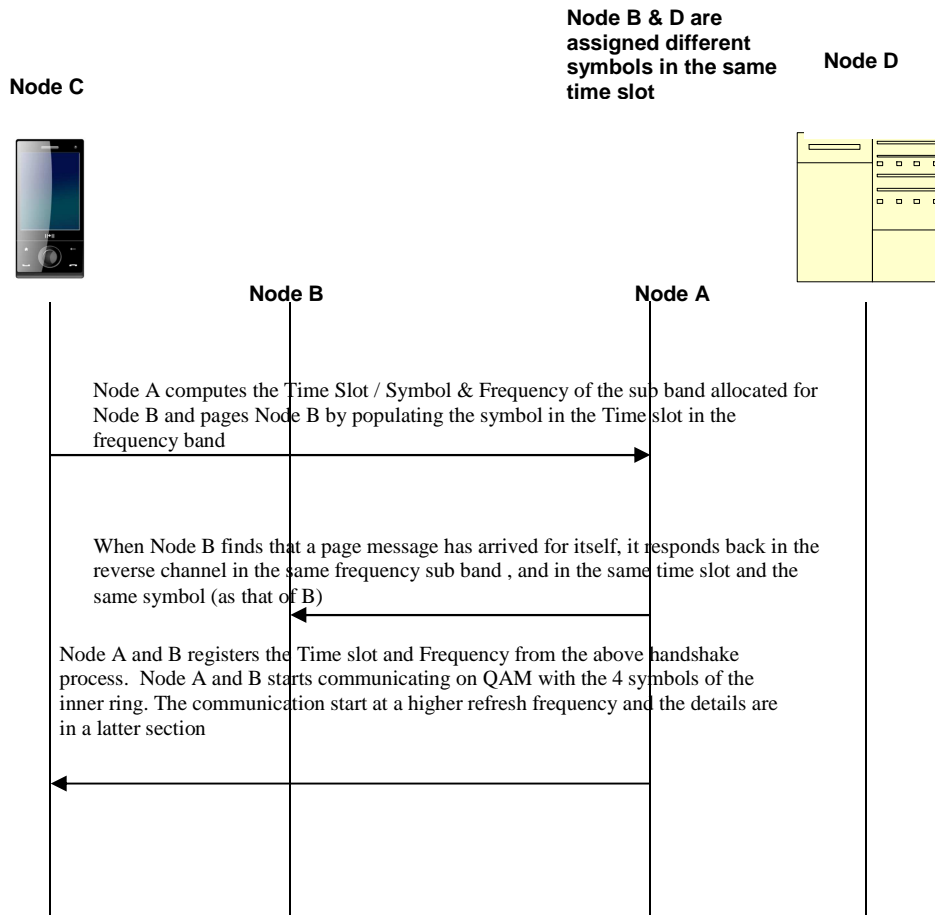 Node B & D are
assigned different
symbols in the same
time slot
Node D
Node C
Node B
Node A
Node A computes the Time Slot / Symbol & Frequency of the sub band allocated for
Node B and pages Node B by populating the symbol in the Time slot in the
frequency band
When Node B finds that a page message has arrived for itself, it responds back in the
reverse channel in the same frequency sub band , and in the same time slot and the
same symbol (as that of B)
Node A and B registers the Time slot and Frequency from the above handshake
process. Node A and B starts communicating on QAM with the 4 symbols of the
inner ring. The communication start at a higher refresh frequency and the details are
in a latter section